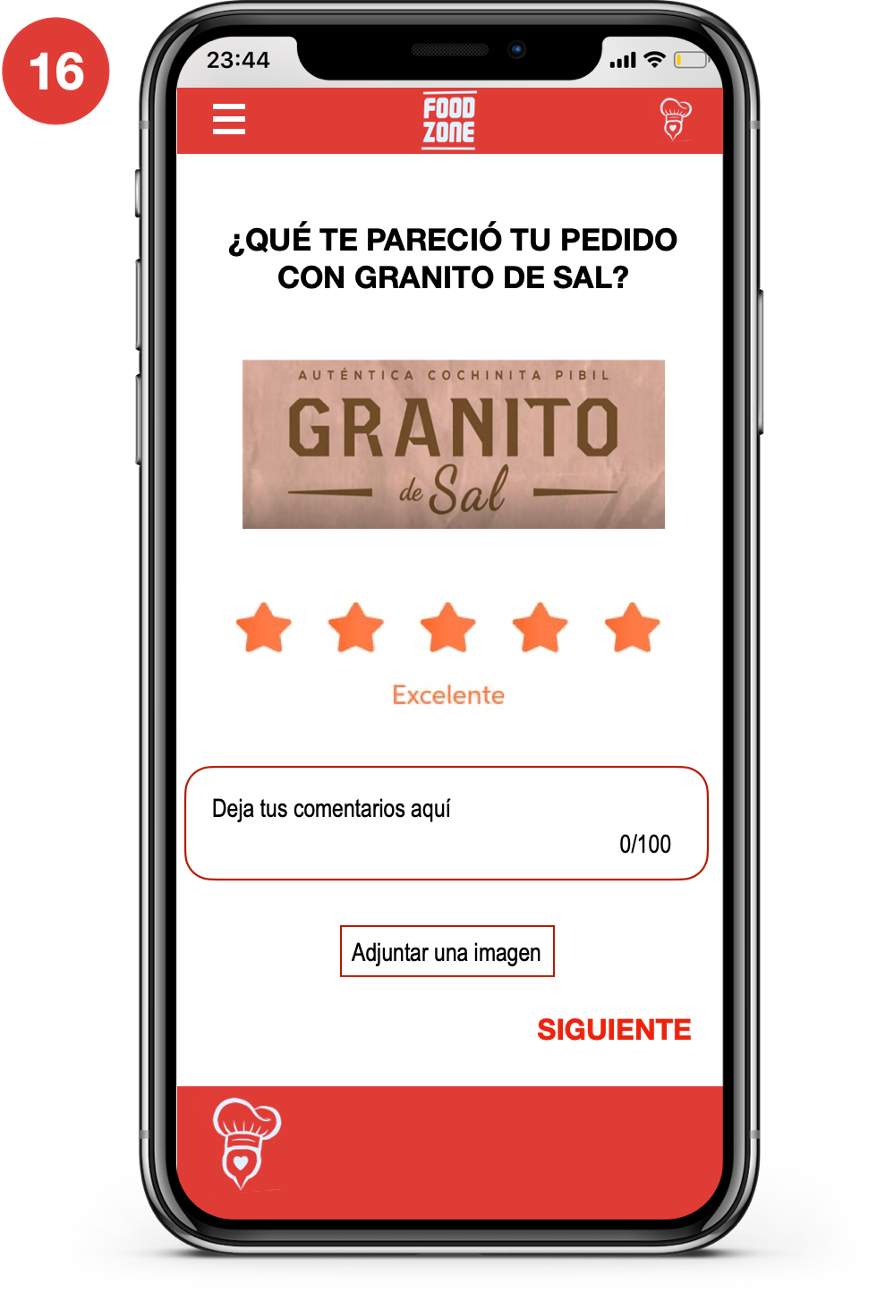 16
23:44
FOOD
ZONE
¿QUÉ TE PARECIÓ TU PEDIDO
CON GRANITO DE SAL?
AUTÉNTICA COCHINITA PIBIL
GRANITO
de Sal
Excelente
Deja tus comentarios aquí
0/100
Adjuntar una imagen
SIGUIENTE